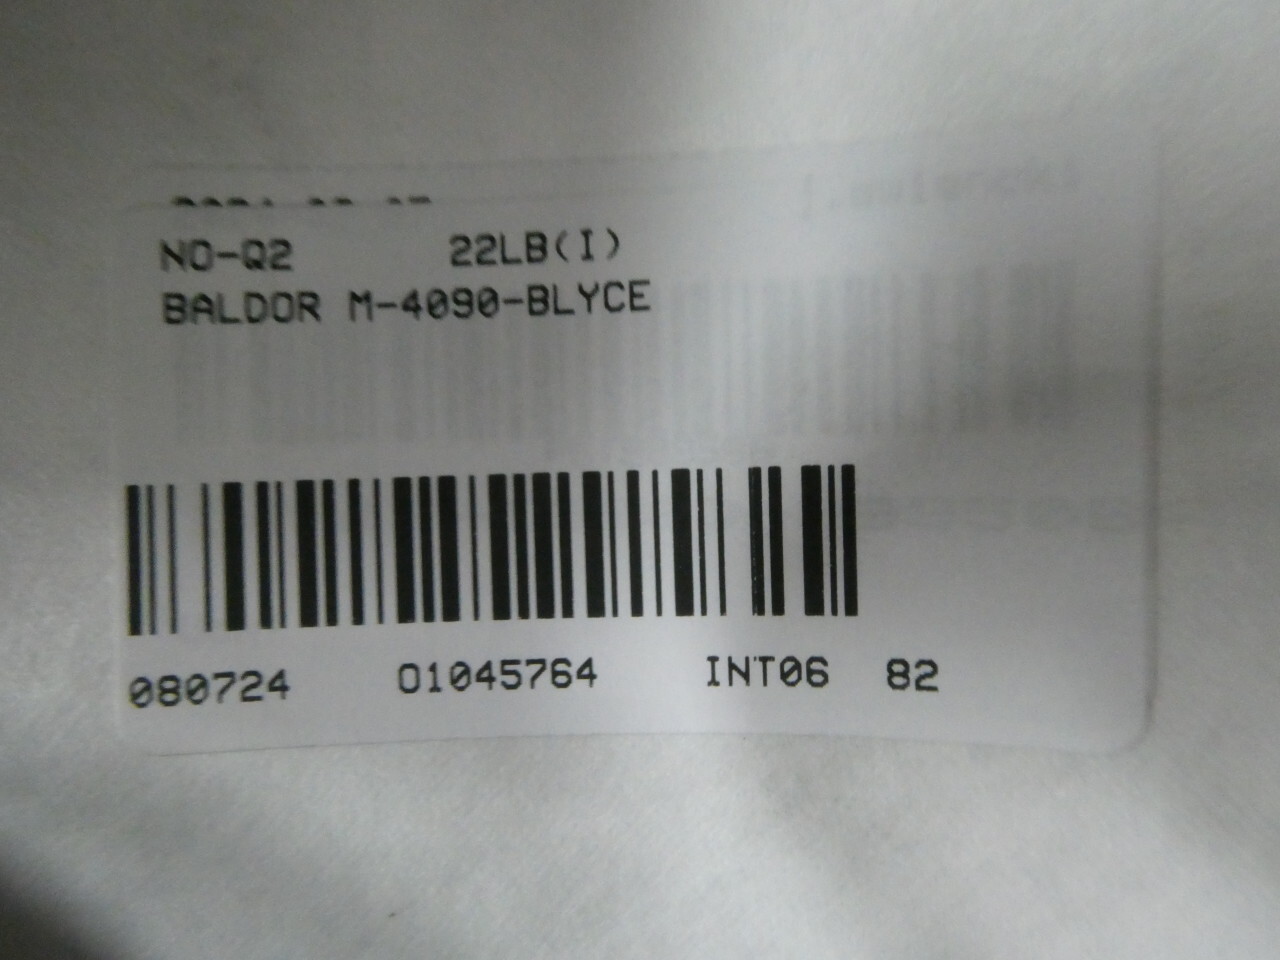 NO-Q2 22LB(I)
BALDOR M-4090-BLYCE
080724 01045764 INT06 82